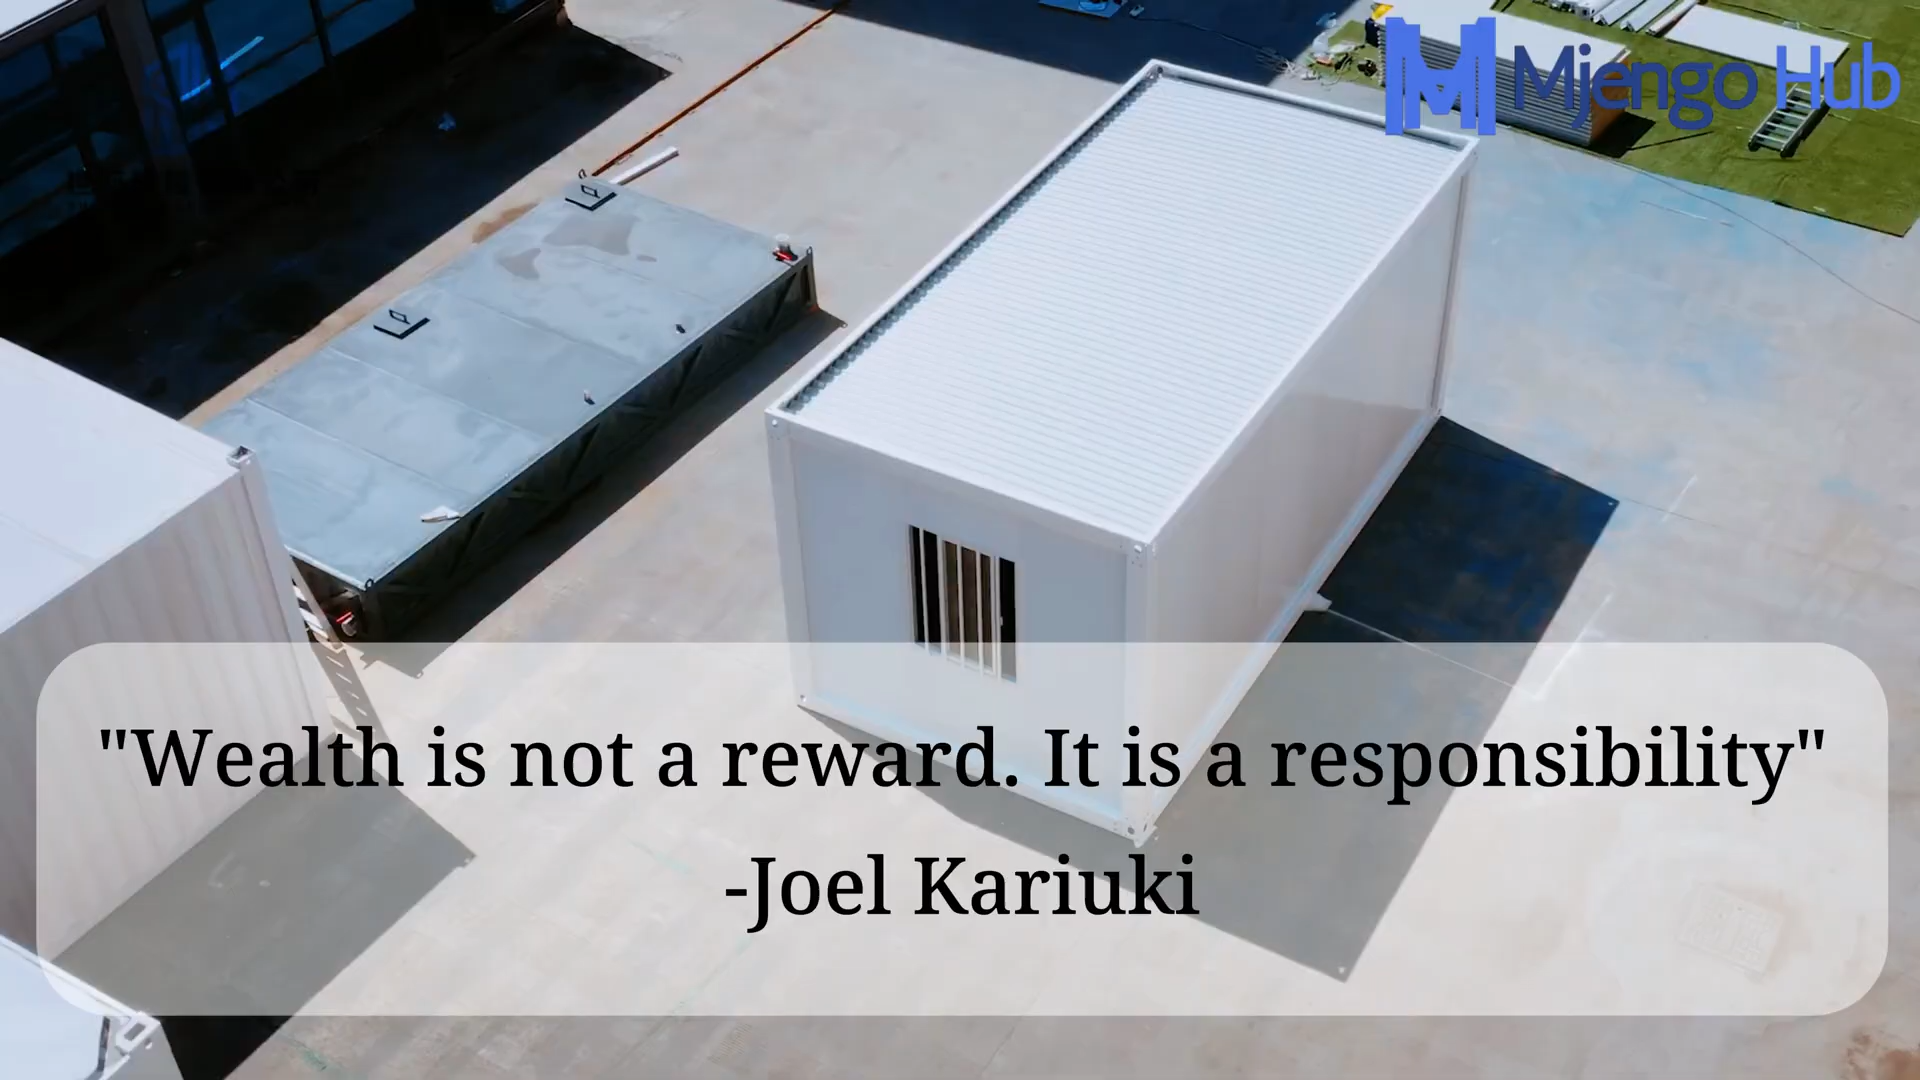 Mjengo Hub
"Wealth is not a reward. It is a responsibility"
-Joel Kariuki